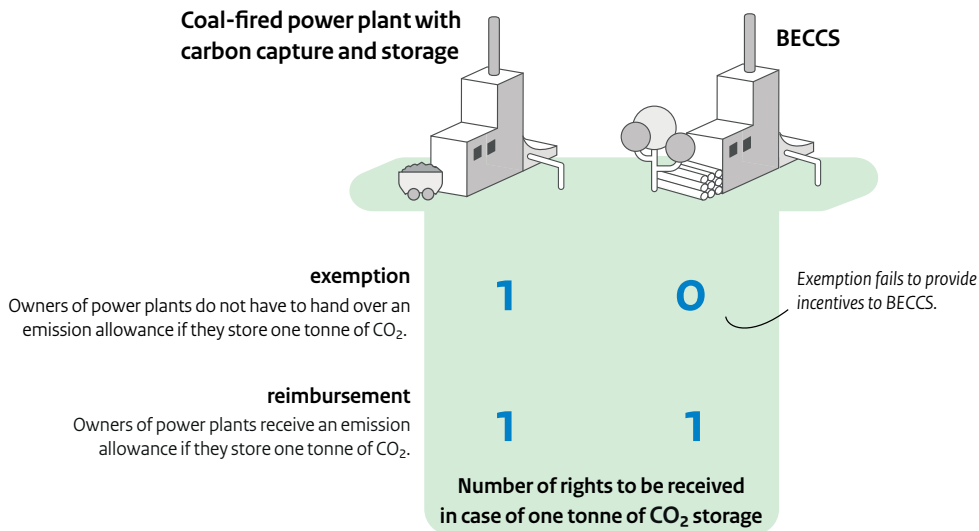 Coal-fired power plant with
carbon capture and storage
BECCS
exemption
Owners of power plants do not have to hand over an
emission allowance if they store one tonne of CO₂.
1
0
Exemption fails to provide
incentives to BECCS.
reimbursement
Owners of power plants receive an emission
allowance if they store one tonne of CO₂.
1
1
Number of rights to be received
in case of one tonne of CO₂ storage